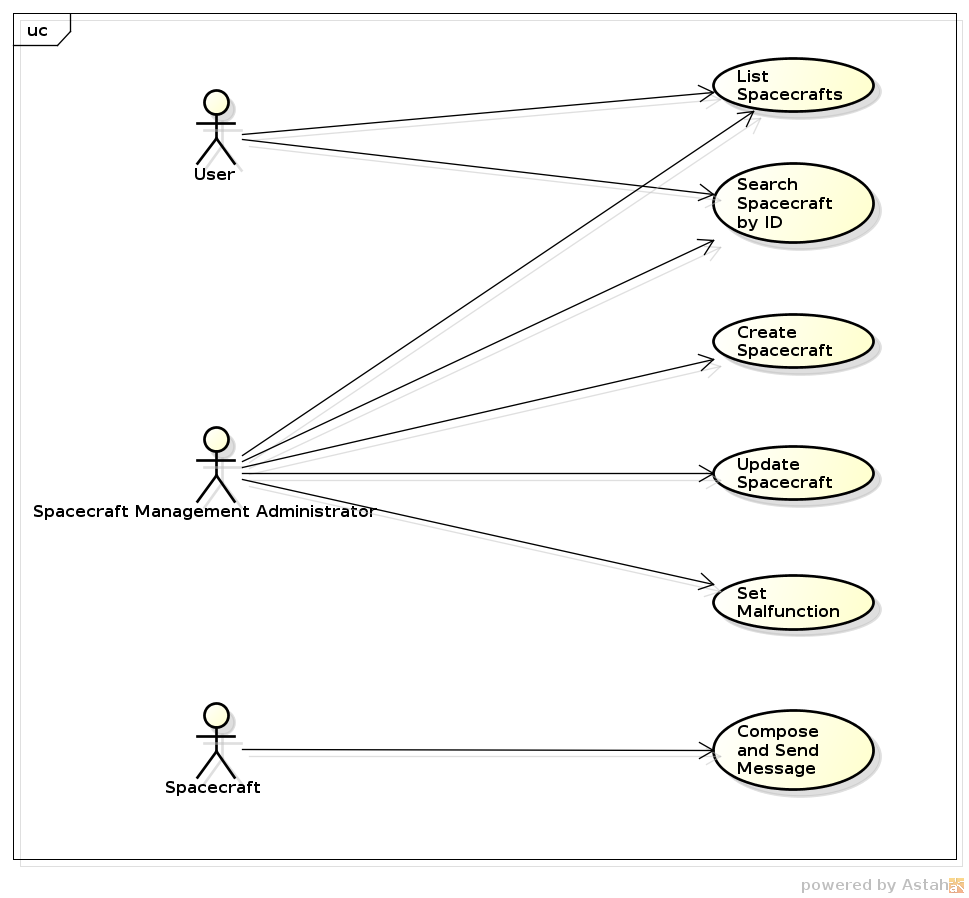 uc
List
Spacecrafts
User
Search
Spacecraft
by ID
Create
Spacecraft
Spacecraft Management Administrator
Update
Spacecraft
Set
Malfunction
Spacecraft
Compose
and Send
Message
powered by Astah